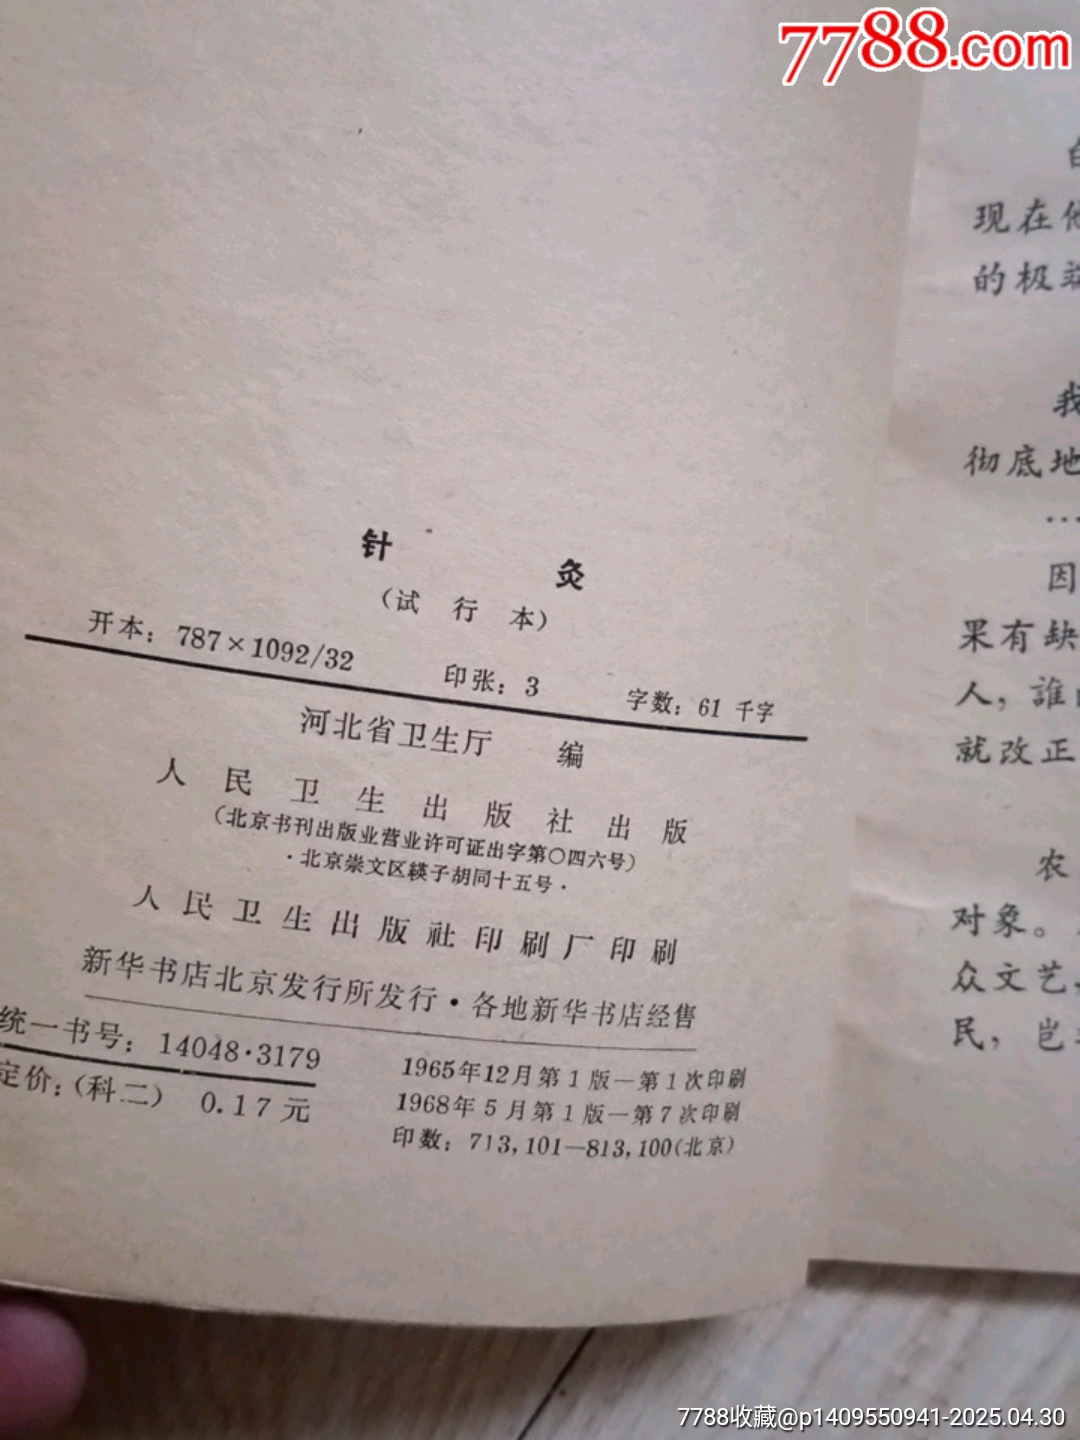 7788.com
针 灸
(试 行 本)
开本：787×1092/32 印张：3 字数：61 千字
河北省卫生厅 编
人民卫生出版社出版
(北京书刊出版业营业许可证出字第〇四六号)
·北京崇文区䅟子胡同十五号·
人民卫生出版社印刷厂印刷
新华书店北京发行所发行·各地新华书店经售
统一书号：14048·3179
定价：(科二) 0.17元
1965年12月第1版—第1次印刷
1968年5月第1版—第7次印刷
印数：713,101—813,100(北京)
现在
的极
我
彻底地
…
因
果有缺
人，誰
就改正
农
对象。
众文艺
民，岂
7788收藏@p1409550941-2025.04.30